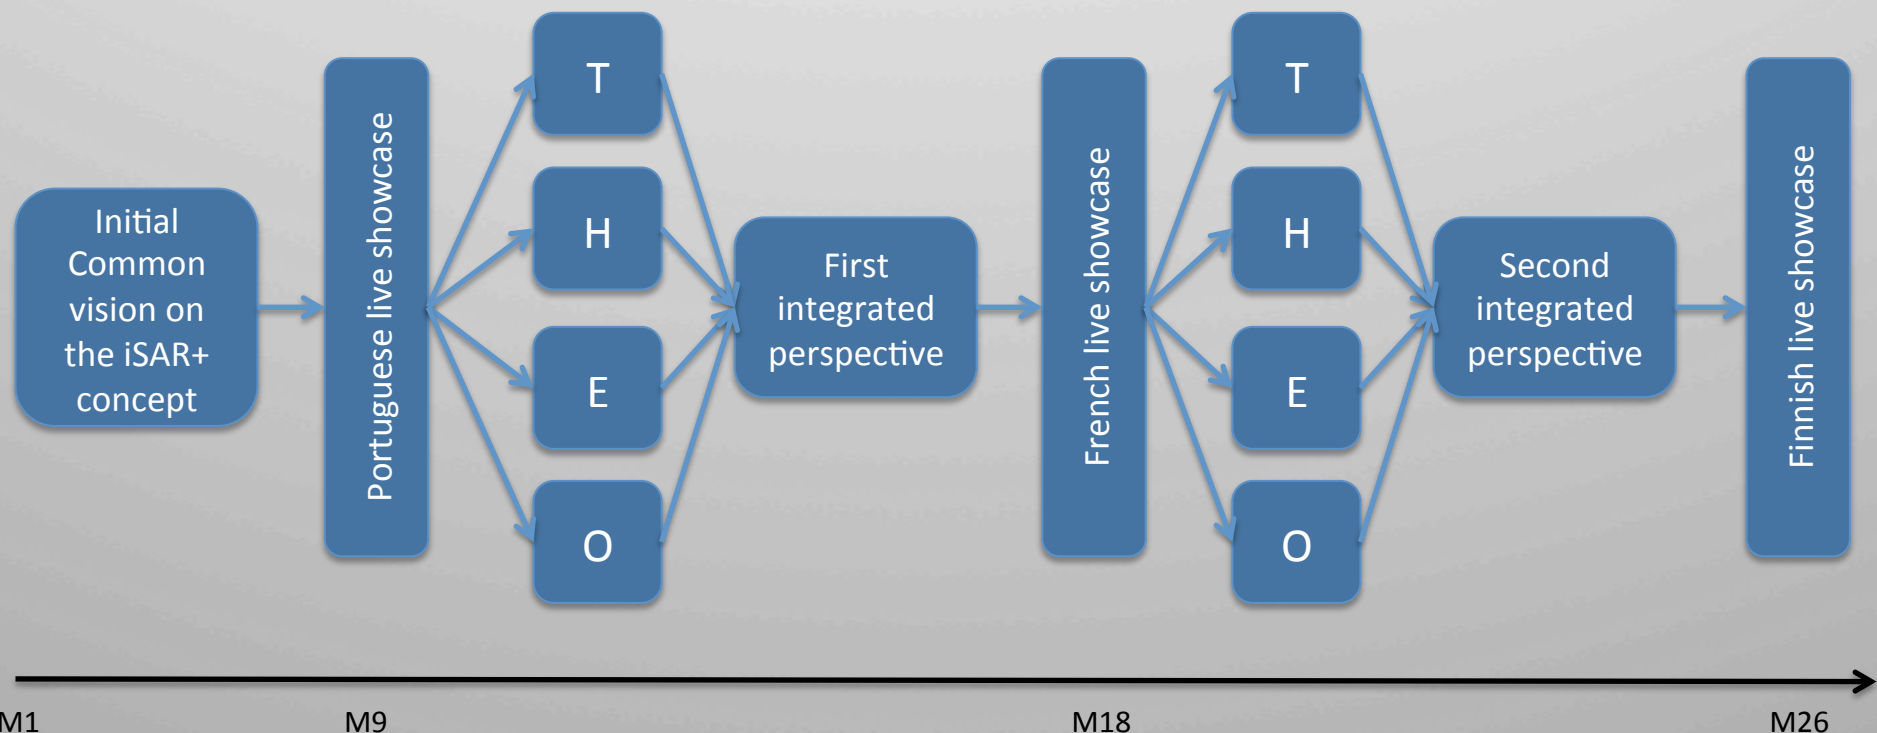 Initial
Common
vision on
the iSAR+
concept
Portuguese live showcase
T
H
E
O
First
integrated
perspective
French live showcase
T
H
E
O
Second
integrated
perspective
Finnish live showcase
M1
M9
M18
M26